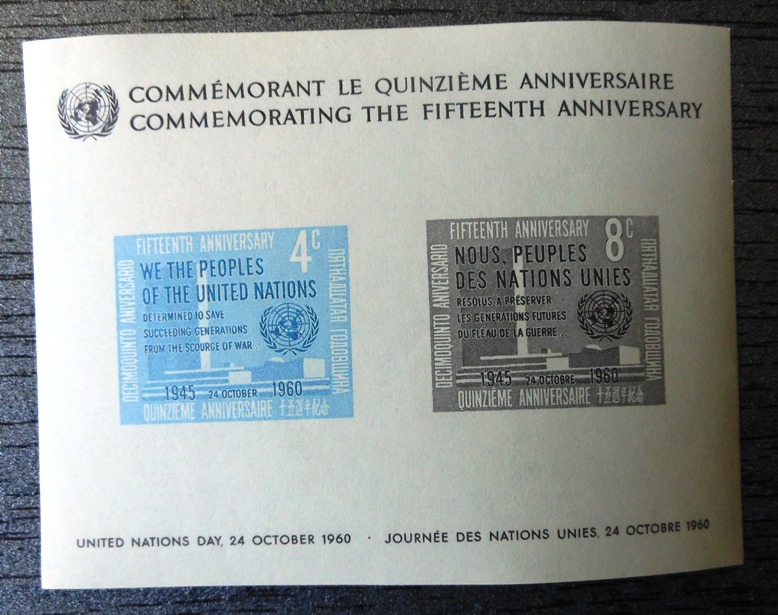 COMMÉMORANT LE QUINZIÈME ANNIVERSAIRE
COMMEMORATING THE FIFTEENTH ANNIVERSARY
FIFTEENTH ANNIVERSARY
4c
DECIMOQUINTO ANIVERSARIO
WE THE PEOPLES
OF THE UNITED NATIONS
DETERMINED TO SAVE
SUCCEEDING GENERATIONS
FROM THE SCOURGE OF WAR...
ПЯТНАДЦАТАЯ ГОДОВЩИНА
1945 24 OCTOBER 1960
QUINZIÈME ANNIVERSAIRE 十五週年紀念
FIFTEENTH ANNIVERSARY
8c
DECIMOQUINTO ANIVERSARIO
NOUS, PEUPLES
DES NATIONS UNIES
RÉSOLUS À PRÉSERVER
LES GÉNÉRATIONS FUTURES
DU FLÉAU DE LA GUERRE...
ПЯТНАДЦАТАЯ ГОДОВЩИНА
1945 24 OCTOBRE 1960
QUINZIÈME ANNIVERSAIRE 十五週年紀念
UNITED NATIONS DAY, 24 OCTOBER 1960 · JOURNÉE DES NATIONS UNIES, 24 OCTOBRE 1960